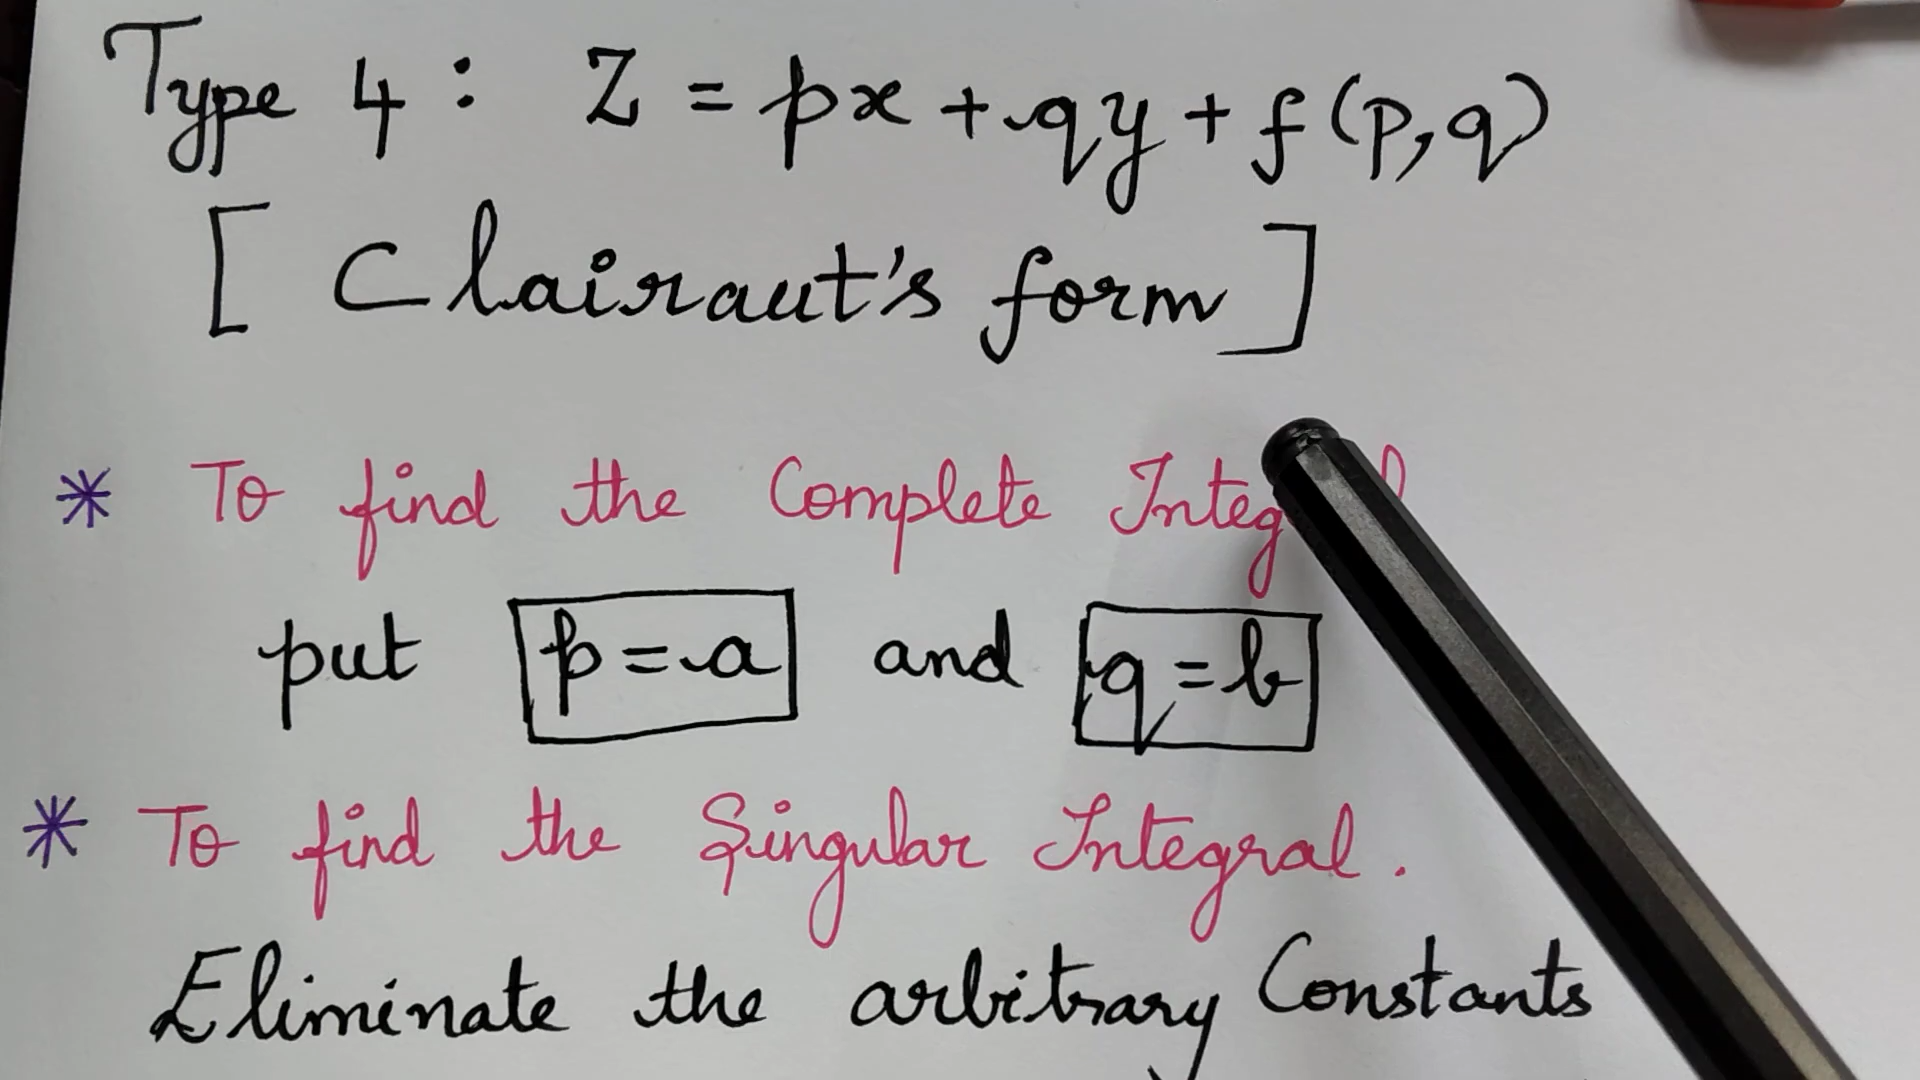 Type 4 : Z = px + qy + f(p,q)
[ Clairaut's form ]
* To find the Complete Integral
put p = a and q = b
* To find the Singular Integral.
Eliminate the arbitrary Constants